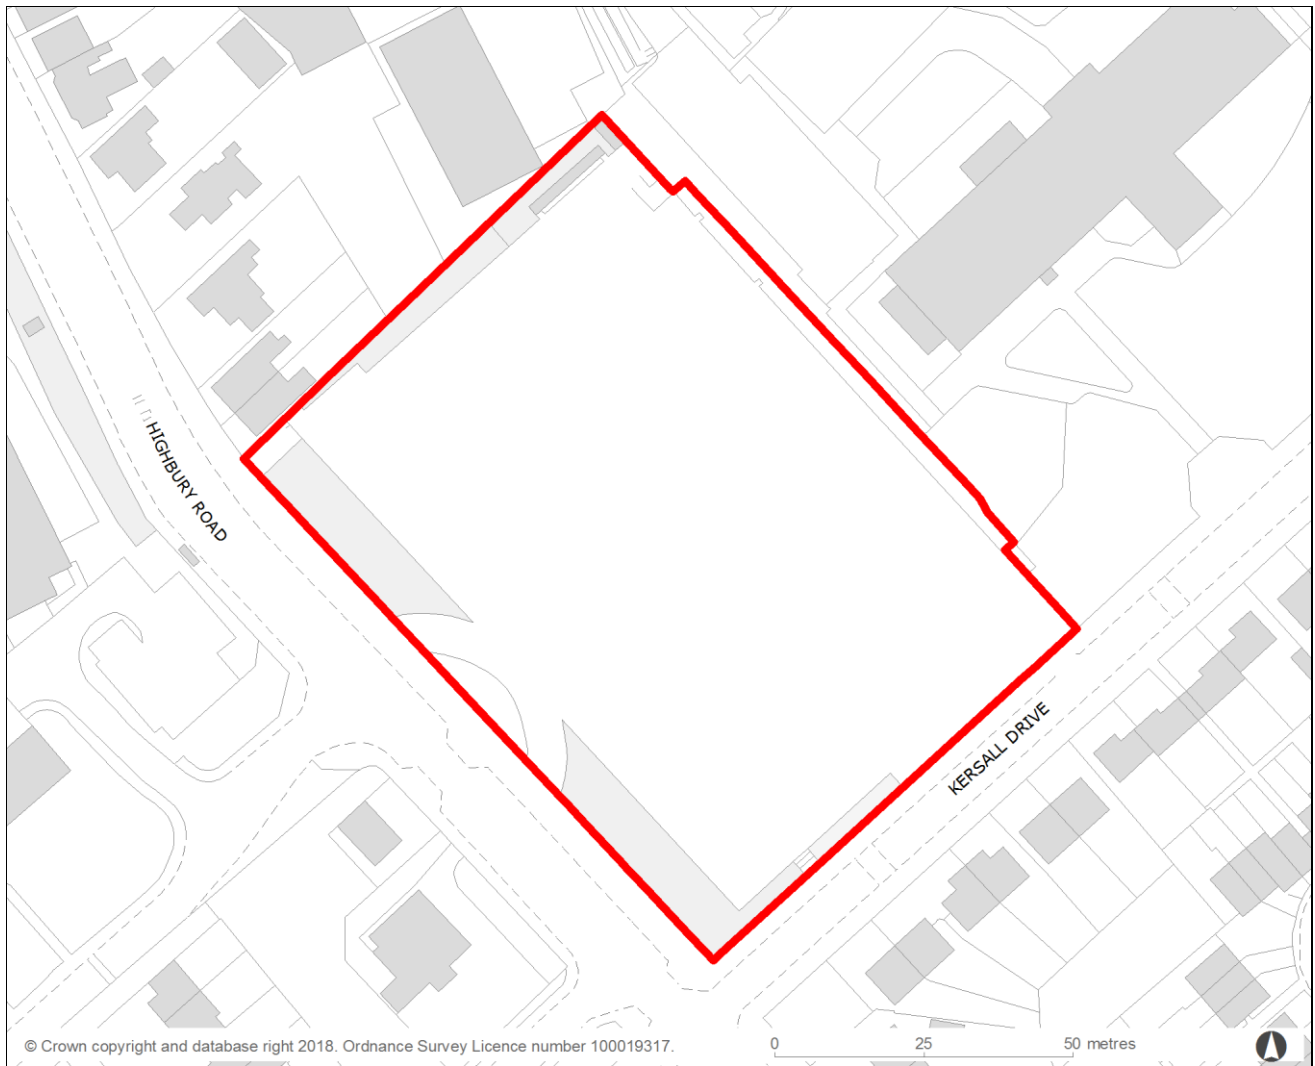 HIGHBURY ROAD
KERSALL DRIVE
© Crown copyright and database right 2018. Ordnance Survey Licence number 100019317.
0 25 50 metres